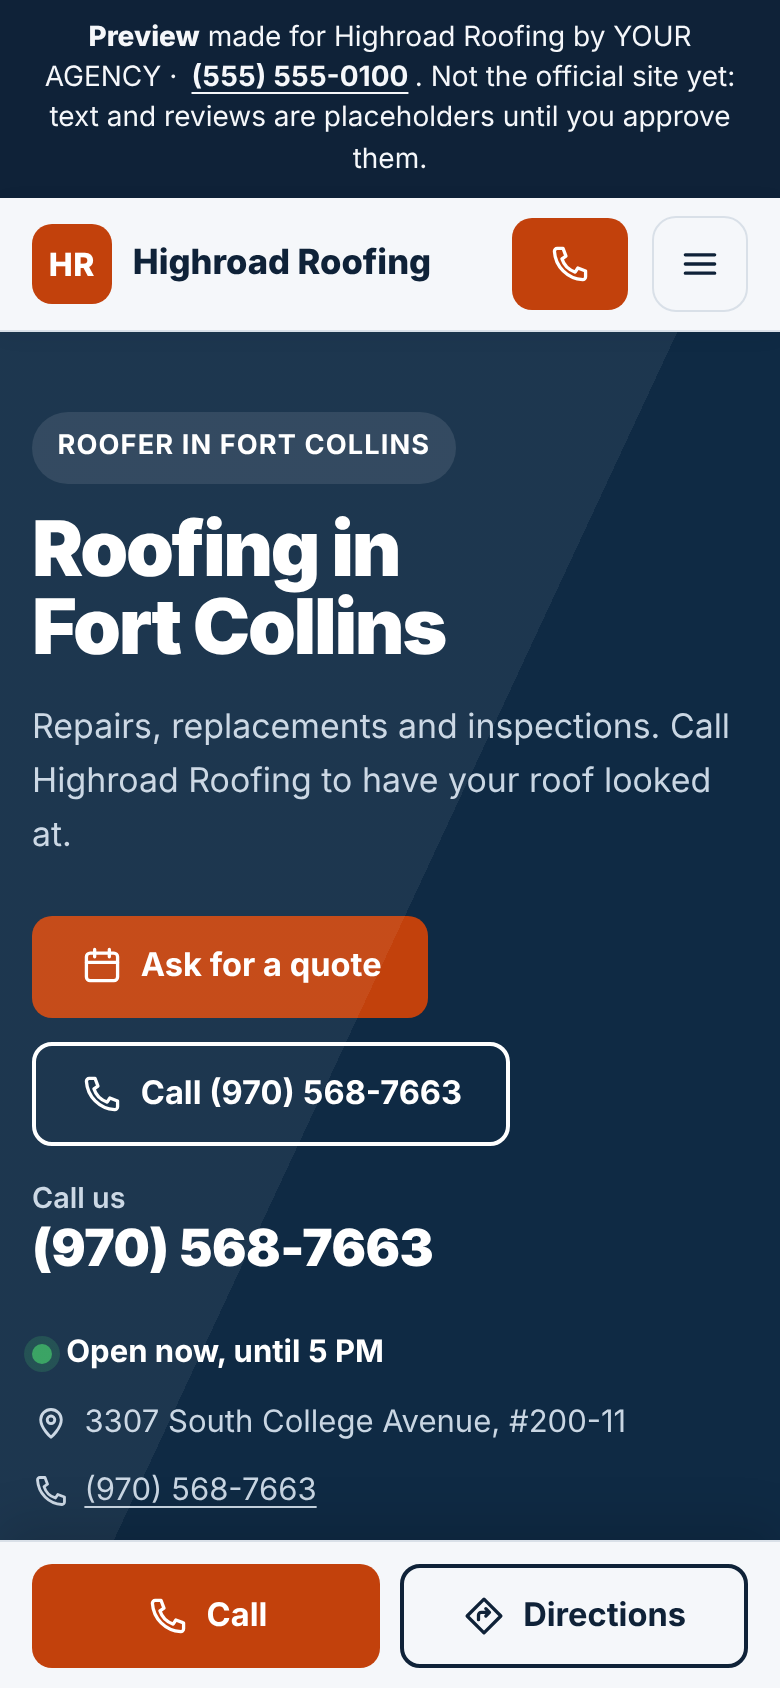 Preview made for Highroad Roofing by YOUR
AGENCY · (555) 555-0100 . Not the official site yet:
text and reviews are placeholders until you approve
them.
HR Highroad Roofing
ROOFER IN FORT COLLINS
Roofing in
Fort Collins
Repairs, replacements and inspections. Call
Highroad Roofing to have your roof looked
at.
Ask for a quote
Call (970) 568-7663
Call us
(970) 568-7663
Open now, until 5 PM
3307 South College Avenue, #200-11
(970) 568-7663
Call Directions